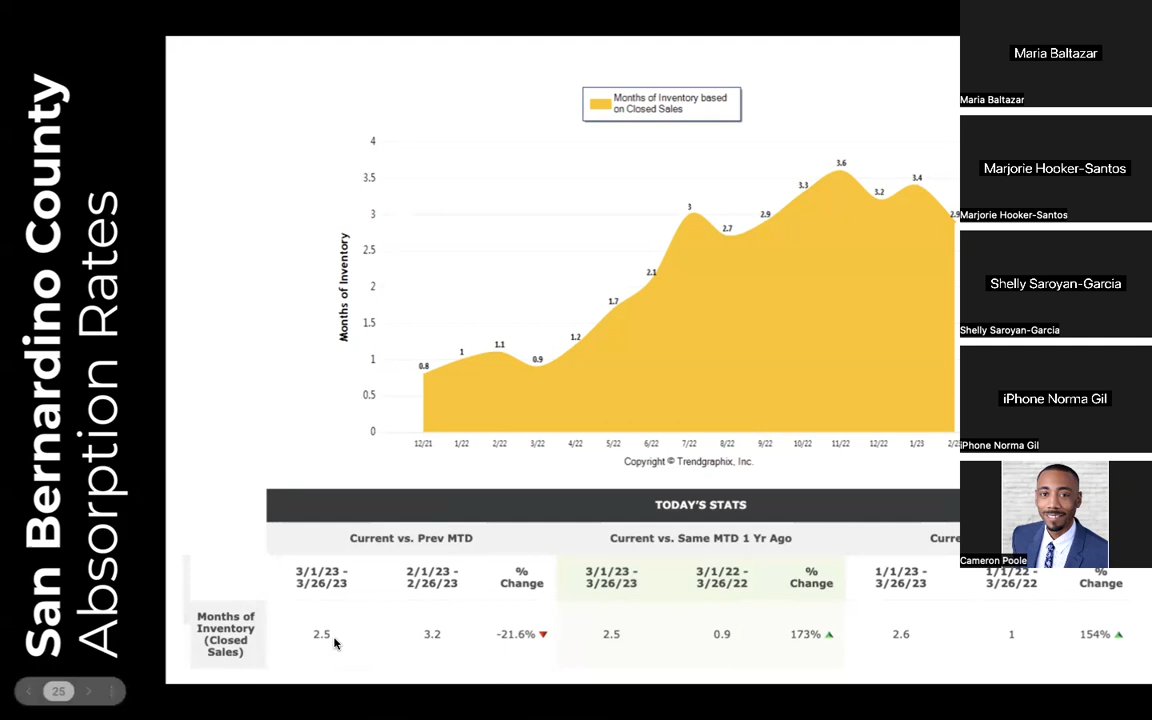 San Bernardino County
Absorption Rates
Months of Inventory based
on Closed Sales
Months of Inventory
4
3.5
3
2.5
2
1.5
1
0.5
0
0.8
1
1.1
0.9
1.2
1.7
2.1
3
2.7
2.9
3.3
3.6
3.2
3.4
12/21
1/22
2/22
3/22
4/22
5/22
6/22
7/22
8/22
9/22
10/22
11/22
12/22
1/23
Copyright © Trendgraphix, Inc.
TODAY'S STATS
Current vs. Prev MTD
Current vs. Same MTD 1 Yr Ago
3/1/23 -
3/26/23
2/1/23 -
2/26/23
%
Change
3/1/23 -
3/26/23
3/1/22 -
3/26/22
%
Change
1/1/23 -
3/26/23
1/1/22 -
3/26/22
%
Change
Months of
Inventory
(Closed
Sales)
2.5
3.2
-21.6%
2.5
0.9
173%
2.6
1
154%
25
Maria Baltazar
Maria Baltazar
Marjorie Hooker-Santos
Marjorie Hooker-Santos
Shelly Saroyan-Garcia
Shelly Saroyan-Garcia
iPhone Norma Gil
iPhone Norma Gil
Cameron Poole